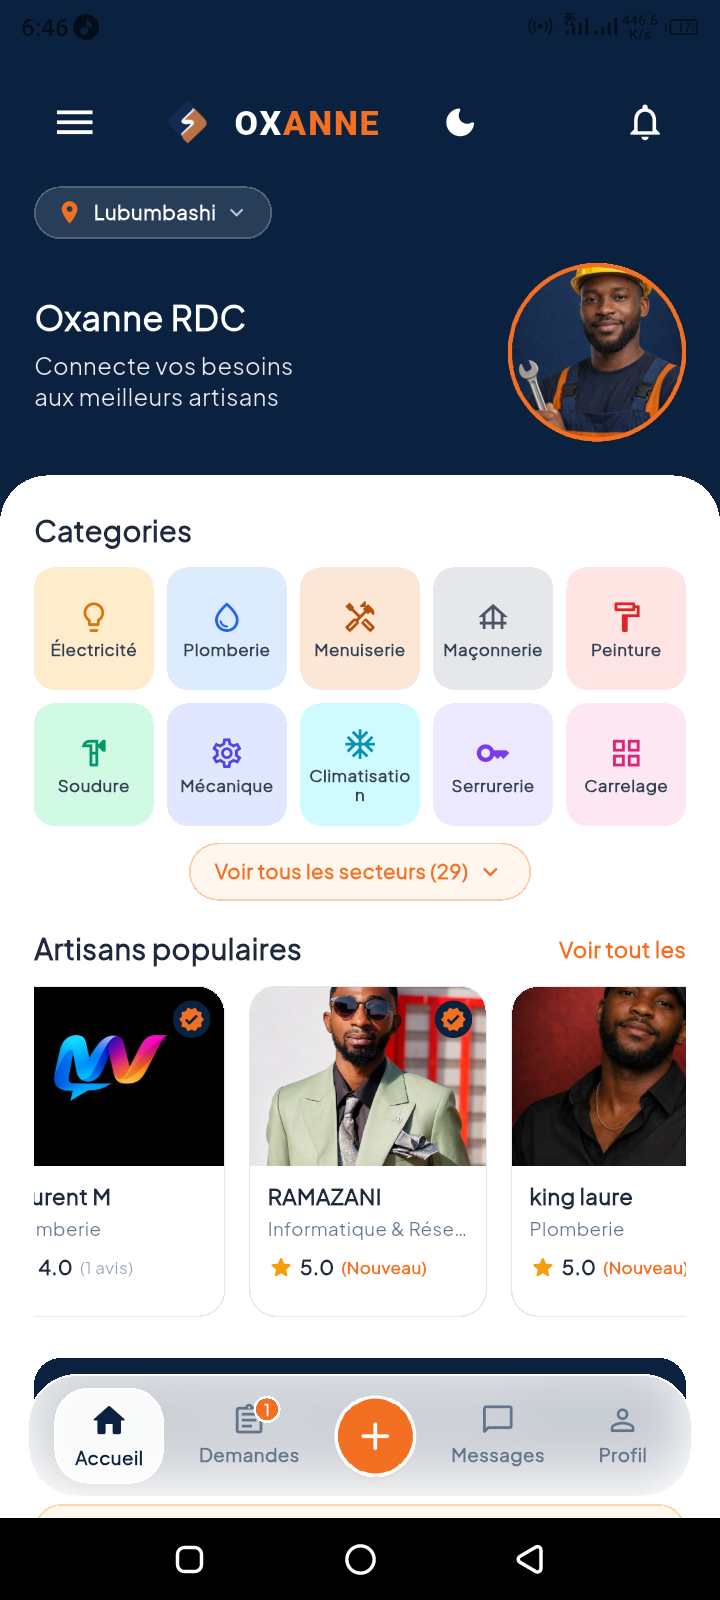 6:46
446.6
K/s
17
OXANNE
Lubumbashi
Oxanne RDC
Connecte vos besoins
aux meilleurs artisans
Categories
Électricité
Plomberie
Menuiserie
Maçonnerie
Peinture
Soudure
Mécanique
Climatisatio
n
Serrurerie
Carrelage
Voir tous les secteurs (29)
Artisans populaires
Voir tout les
urent M
mberie
4.0 (1 avis)
RAMAZANI
Informatique & Rése...
5.0 (Nouveau)
king laure
Plomberie
5.0 (Nouveau)
1
Accueil
Demandes
Messages
Profil